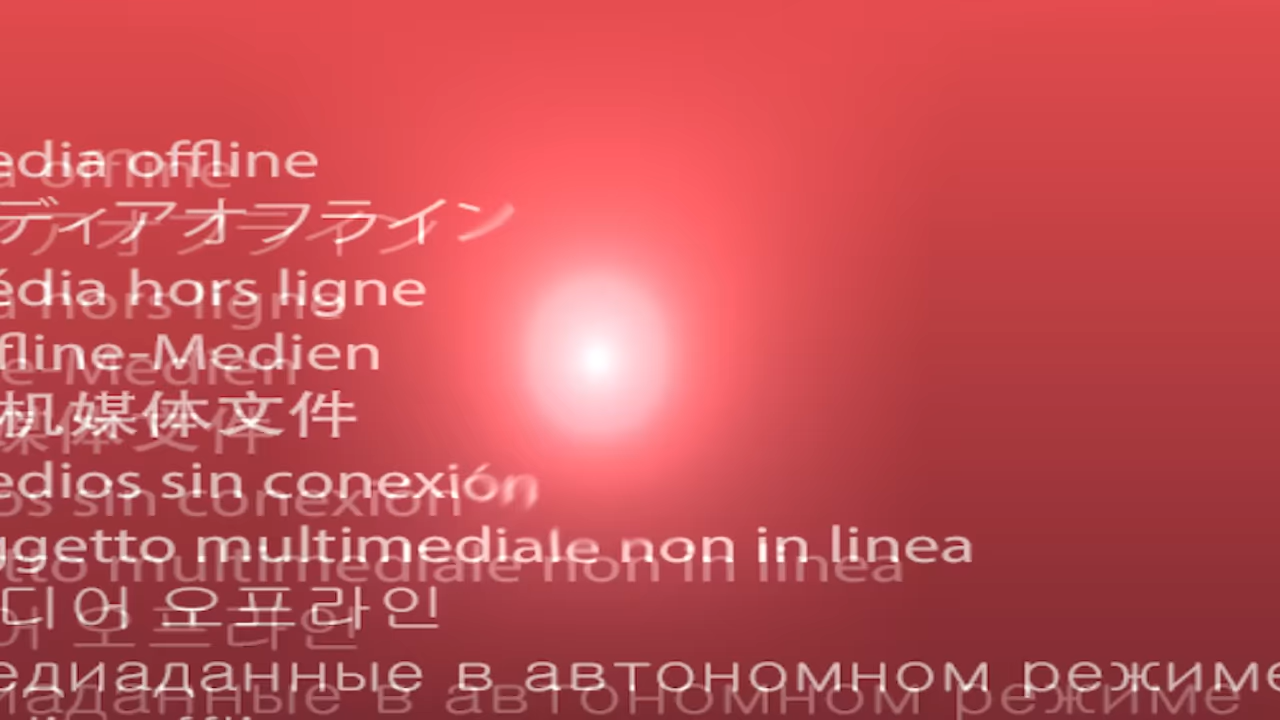 edia offline
ディアオフライン
édia hors ligne
fline-Medien
机媒体文件
edios sin conexión
ggetto multimediale non in linea
디어 오프라인
едиаданные в автономном режиме